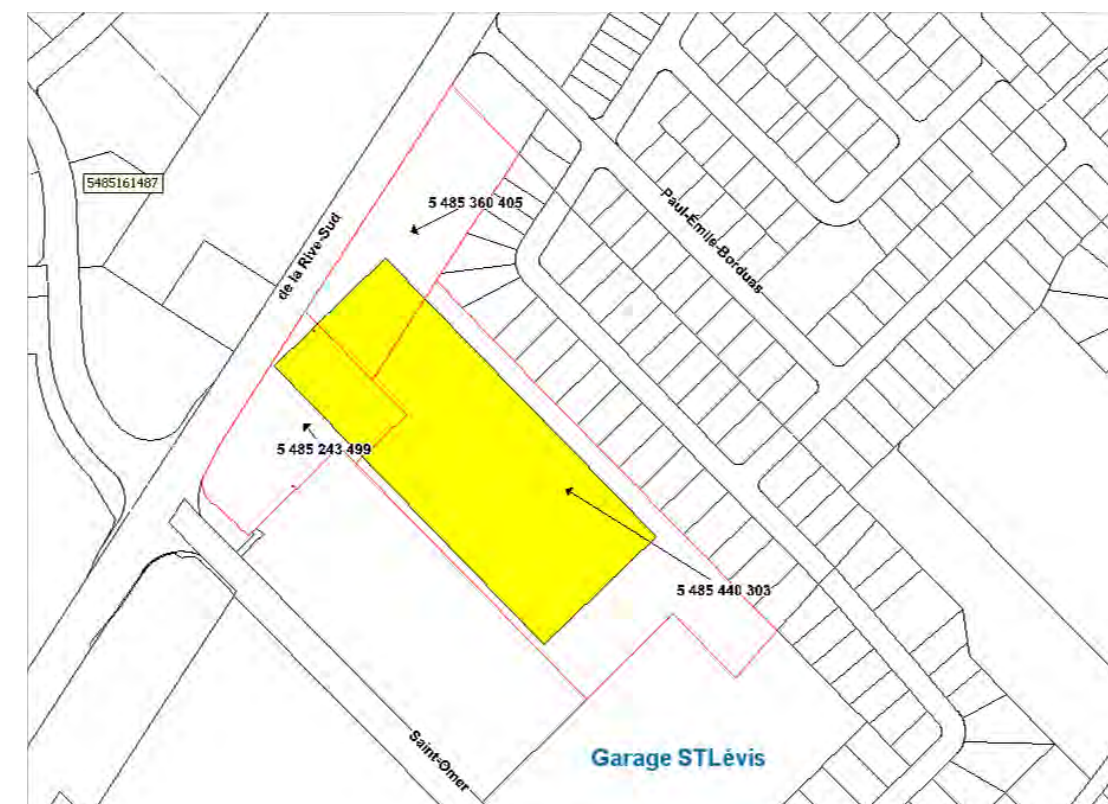 5485161487
5 485 360 405
Paul-Émile-Borduas
de la Rive-Sud
5 485 243 499
5 485 440 303
Saint-Omer
Garage STLévis